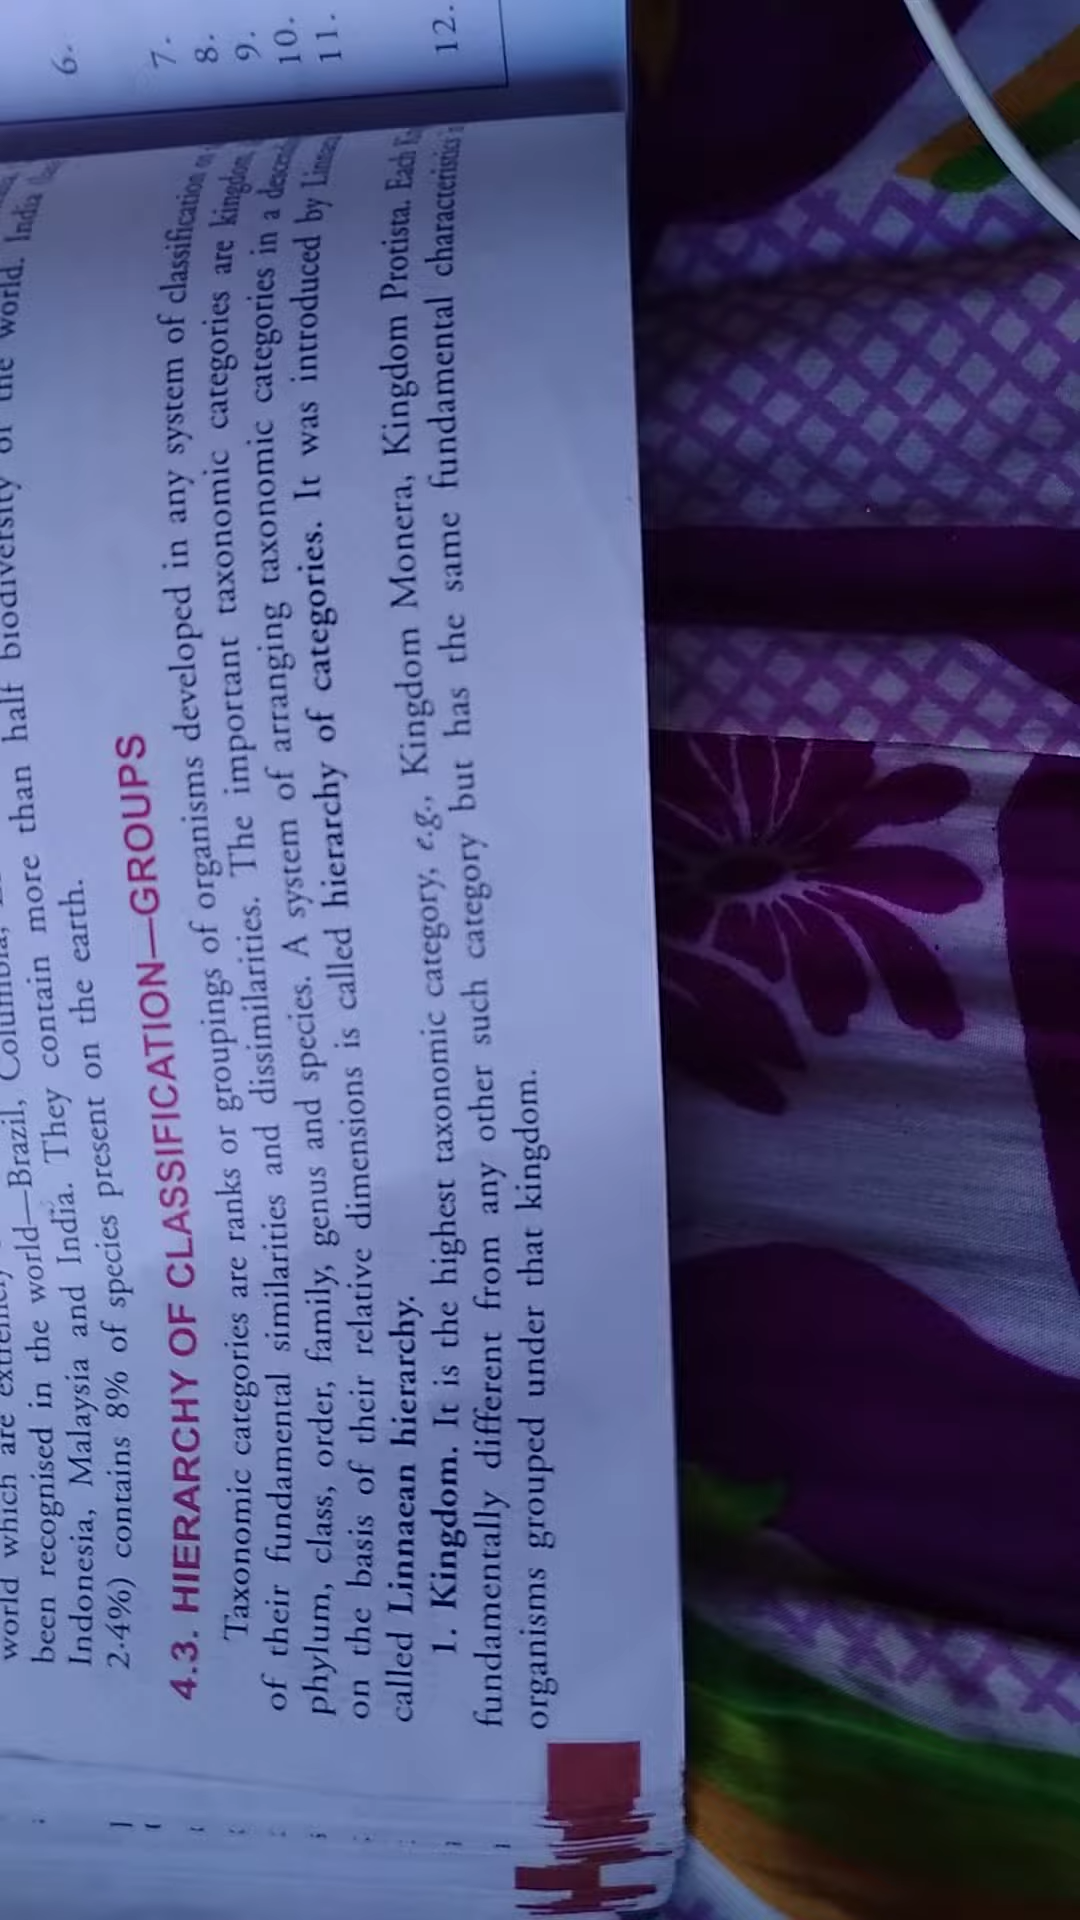 world which are
been recognised in the world—Brazil,
Indonesia, Malaysia and India. They contain more than half biodiversity of the world. India
2·4%) contains 8% of species present on the earth.
4.3. HIERARCHY OF CLASSIFICATION—GROUPS
Taxonomic categories are ranks or groupings of organisms developed in any system of classification
of their fundamental similarities and dissimilarities. The important taxonomic categories are kingdom,
phylum, class, order, family, genus and species. A system of arranging taxonomic categories in a
on the basis of their relative dimensions is called hierarchy of categories. It was introduced by
called Linnaean hierarchy.
1. Kingdom. It is the highest taxonomic category, e.g., Kingdom Monera, Kingdom Protista. Each
fundamentally different from any other such category but has the same fundamental characteristics
organisms grouped under that kingdom.
6.
7.
8.
9.
10.
11.
12.